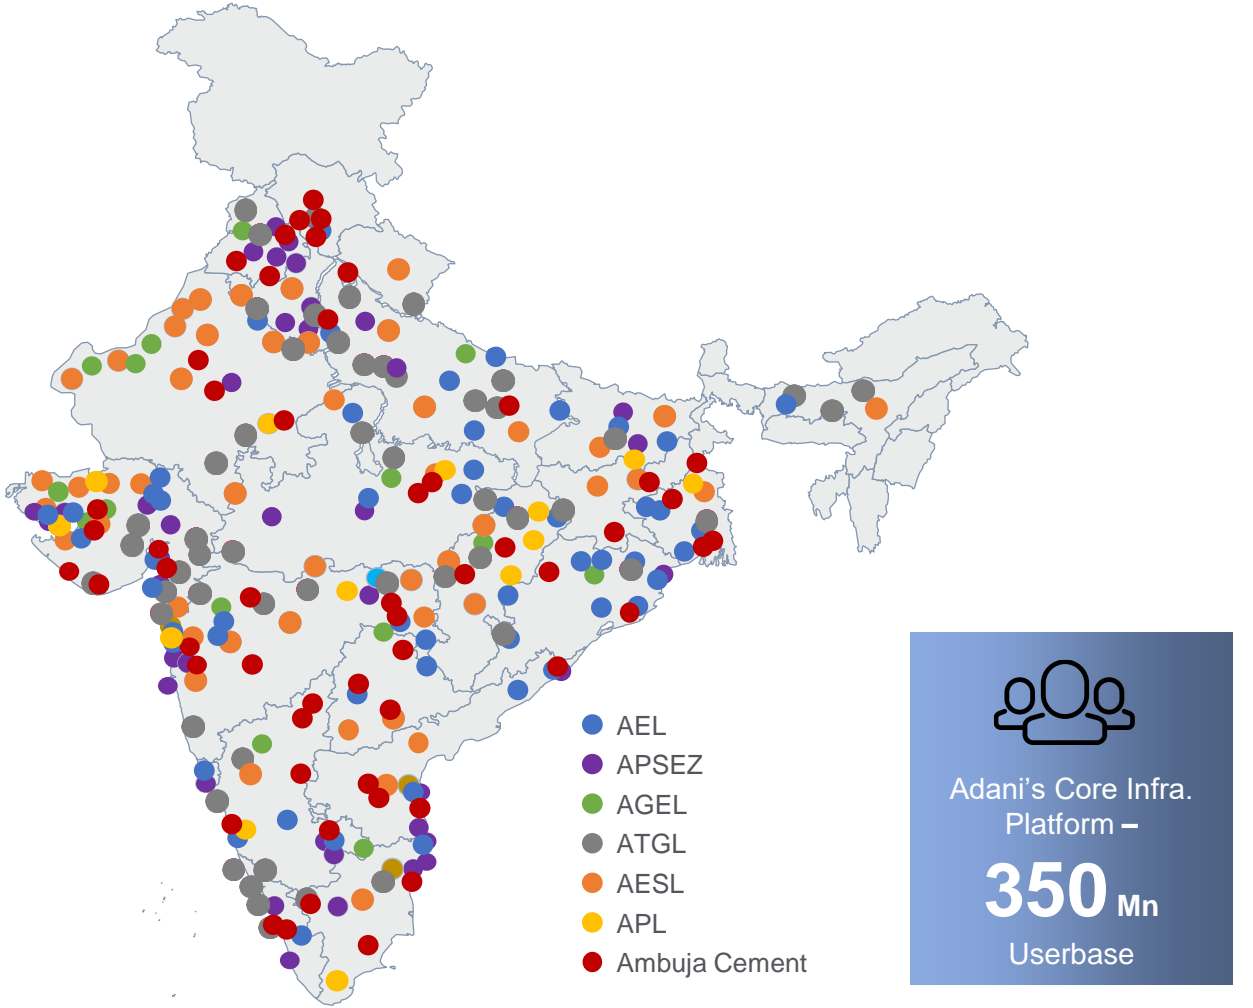 AEL
APSEZ
AGEL
ATGL
AESL
APL
Ambuja Cement
Adani's Core Infra.
Platform –
350 Mn
Userbase